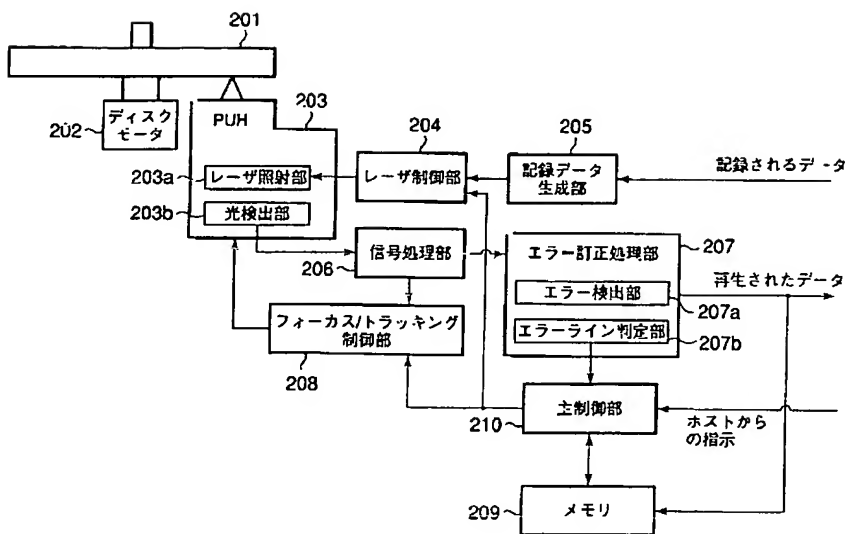 201
ディスク
モータ
202
PUH
203
203a
レーザ照射部
203b
光検出部
204
レーザ制御部
205
記録データ
生成部
記録されるデータ
信号処理部
206
エラー訂正処理部
207
エラー検出部
207a
エラーライン判定部
207b
再生されたデータ
フォーカス/トラッキング
制御部
208
主制御部
210
ホストから
の指示
メモリ
209